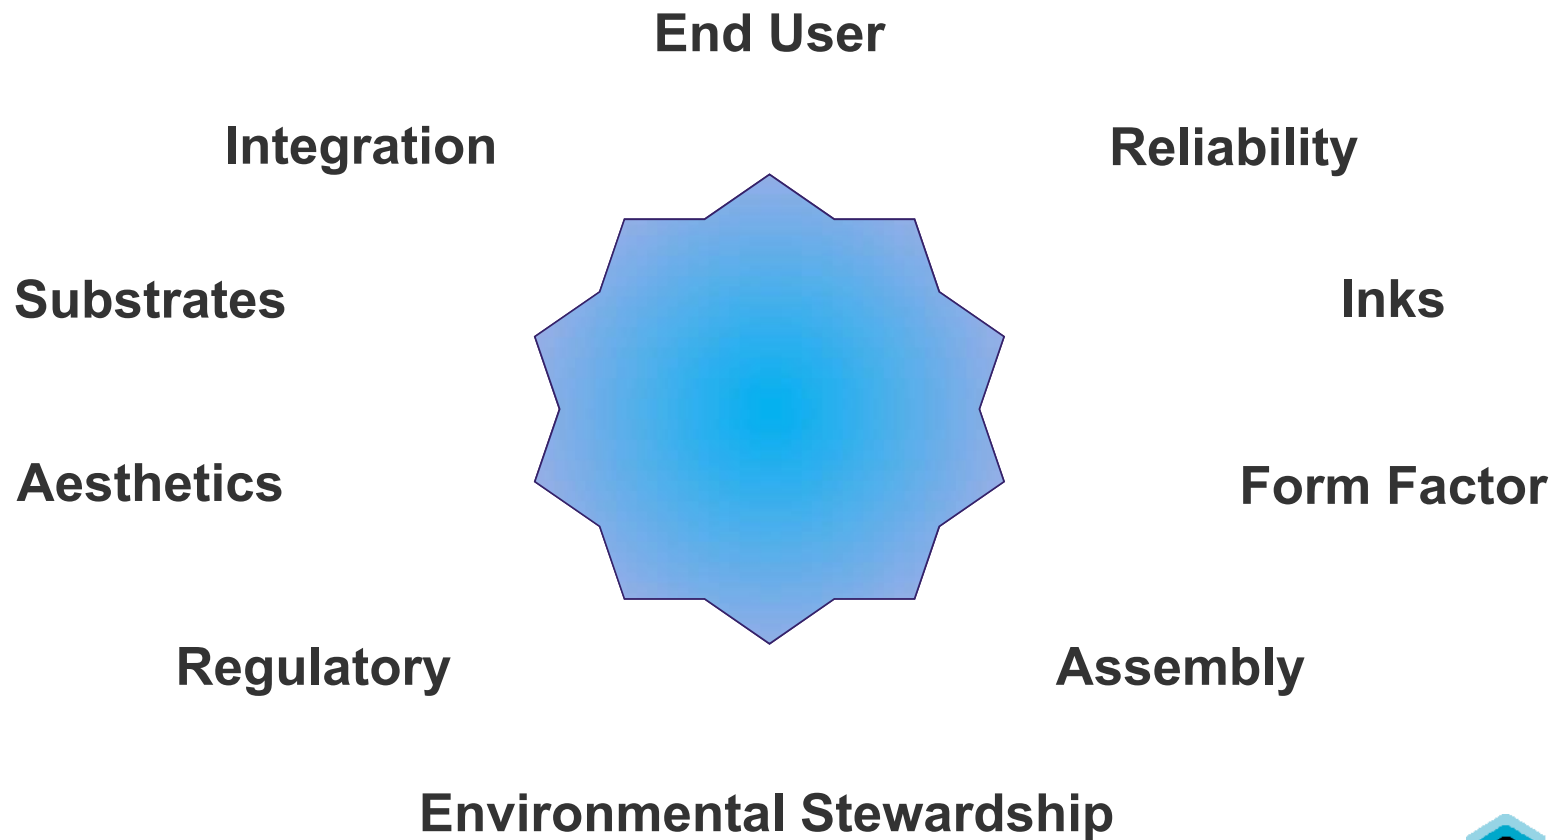 End User
Integration
Reliability
Substrates
Inks
Aesthetics
Form Factor
Regulatory
Assembly
Environmental Stewardship